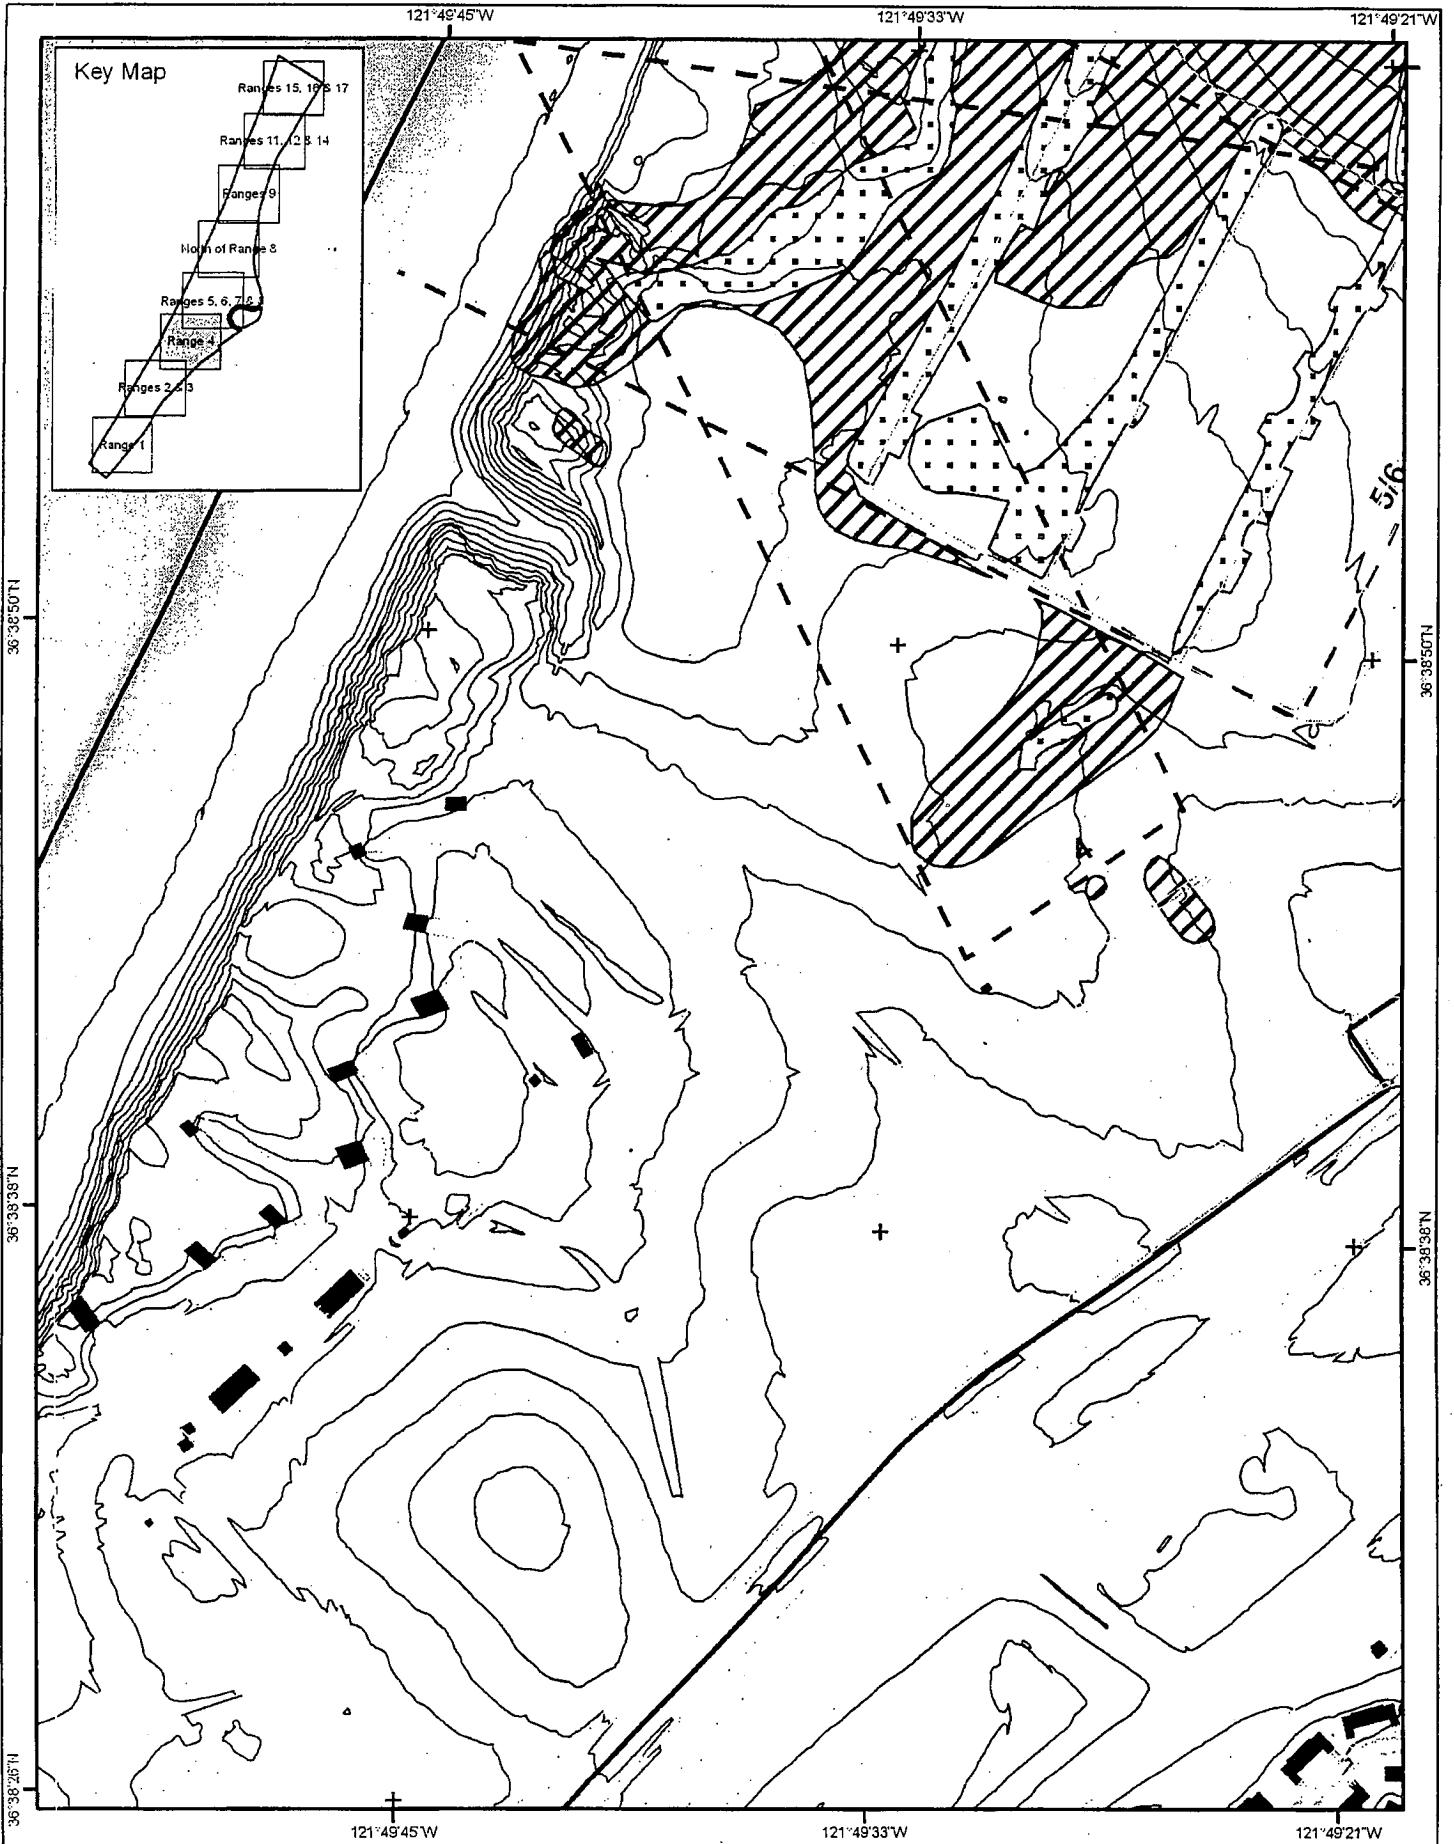 121°49'45"W 121°49'33"W 121°49'21"W
Key Map
Ranges 15, 16 & 17
Ranges 11, 12 & 14
Ranges 9
North of Range 8
Ranges 5, 6, 7 & 8
Range 4
Ranges 2 & 3
Range 1
5/6
36°38'50"N 36°38'50"N
4
36°38'39"N 36°38'38"N
36°38'26"N
121°49'45"W 121°49'33"W 121°49'21"W